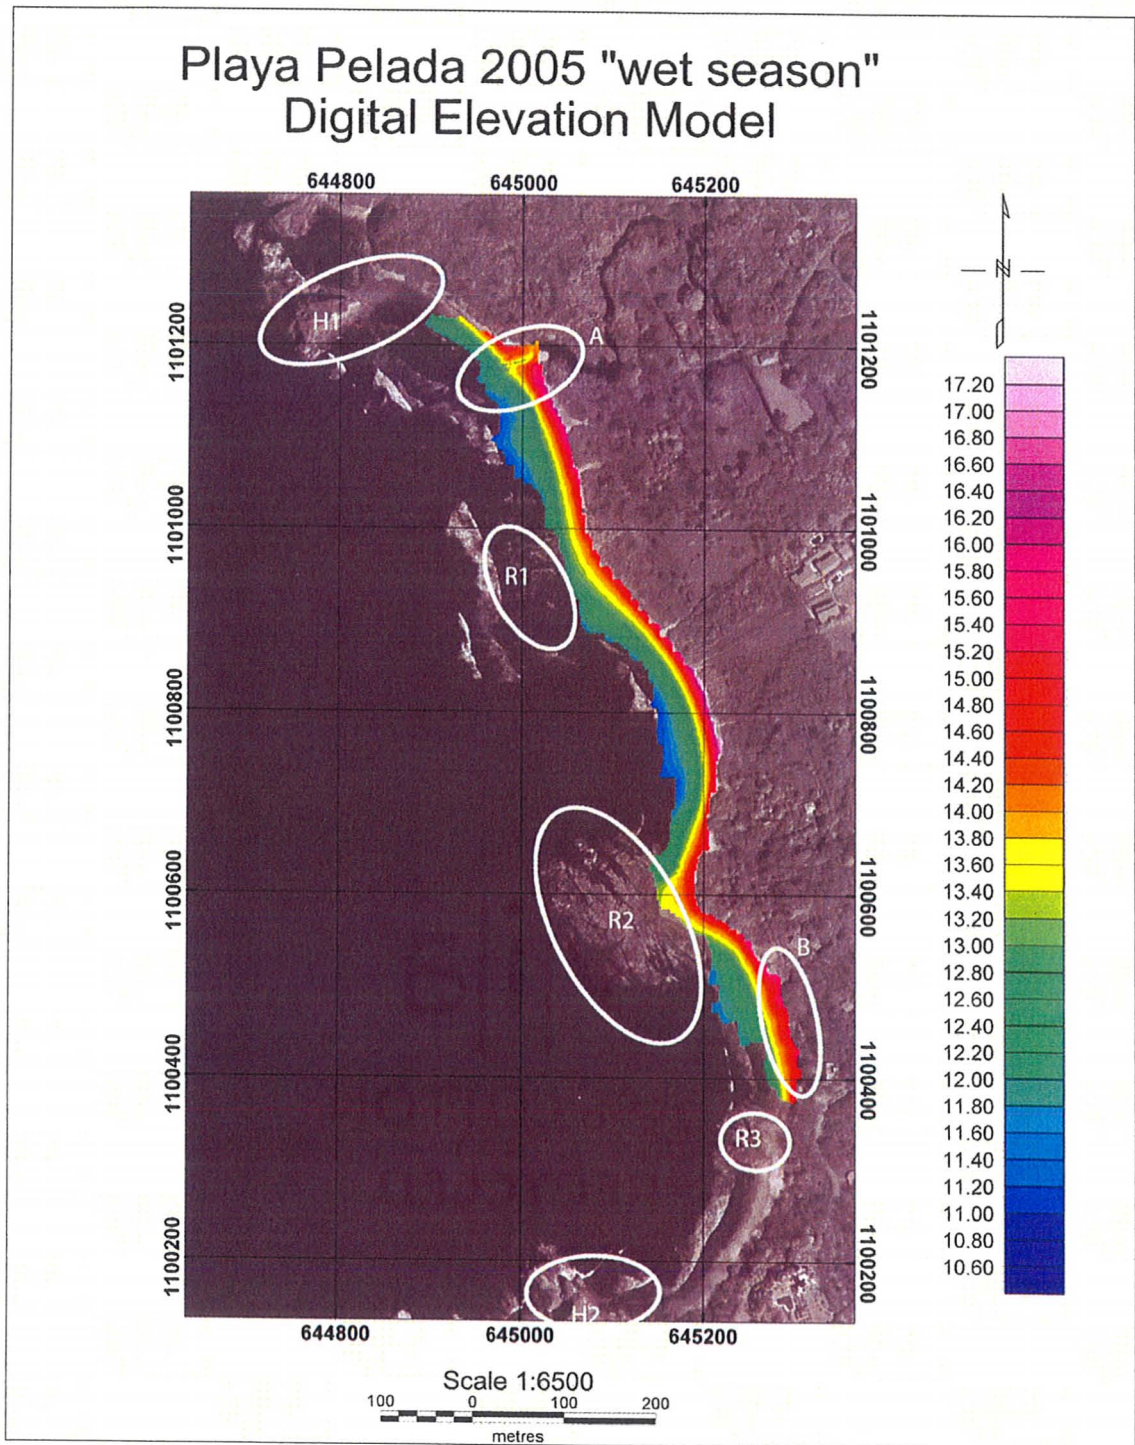 Playa Pelada 2005 "wet season"
Digital Elevation Model
644800 645000 645200
H1
A
N
1101200 1101200
17.20
17.00
16.80
16.60
16.40
16.20
16.00
15.80
15.60
15.40
15.20
15.00
14.80
14.60
14.40
14.20
14.00
13.80
13.60
13.40
13.20
13.00
12.80
12.60
12.40
12.20
12.00
11.80
11.60
11.40
11.20
11.00
10.80
10.60
1101000 1101000
R1
1100800 1100800
1100600 1100600
R2
B
1100400 1100400
R3
1100200 1100200
H2
644800 645000 645200
Scale 1:6500
100 0 100 200
metres